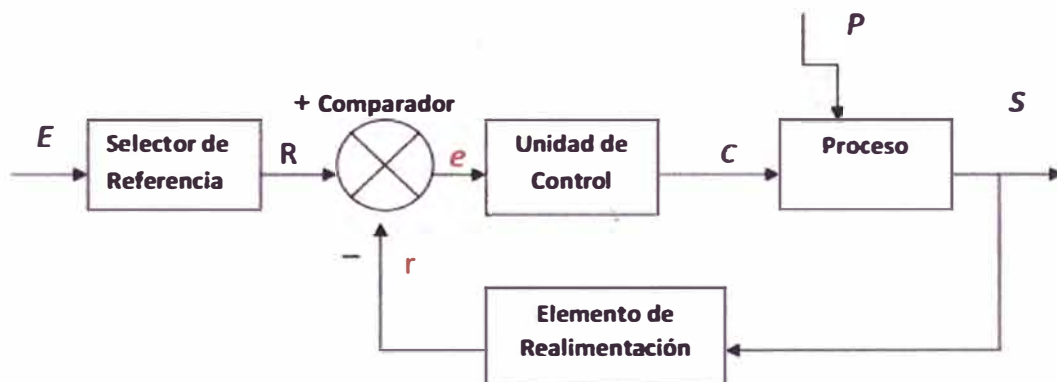 P
+ Comparador
S
E
Selector de
Referencia
R
e
Unidad de
Control
C
Proceso
−
r
Elemento de
Realimentación